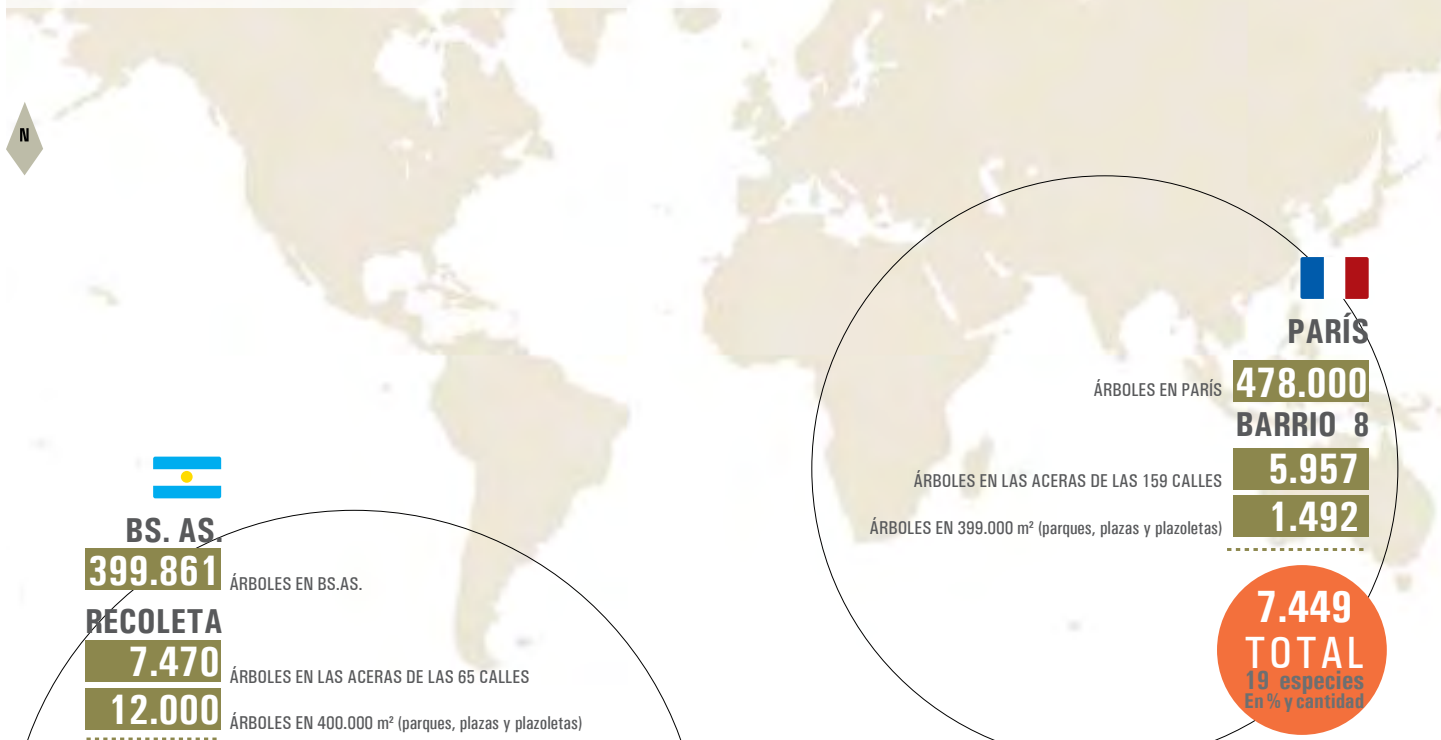 N
PARÍS
ÁRBOLES EN PARÍS 478.000
BARRIO 8
ÁRBOLES EN LAS ACERAS DE LAS 159 CALLES 5.957
ÁRBOLES EN 399.000 m² (parques, plazas y plazoletas) 1.492
7.449
TOTAL
19 especies
En % y cantidad
BS. AS.
399.861 ÁRBOLES EN BS.AS.
RECOLETA
7.470 ÁRBOLES EN LAS ACERAS DE LAS 65 CALLES
12.000 ÁRBOLES EN 400.000 m² (parques, plazas y plazoletas)